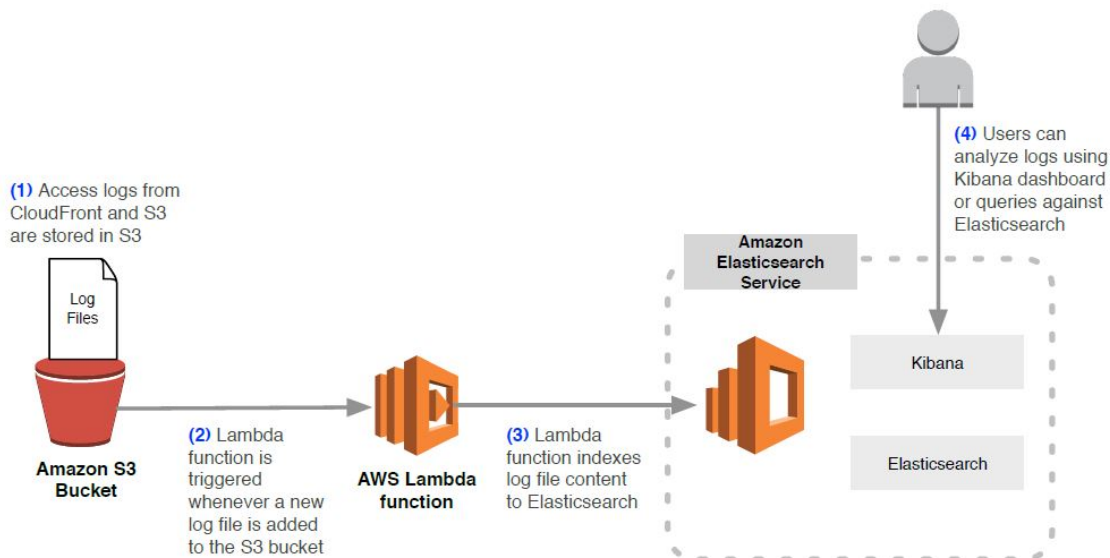 (1) Access logs from
CloudFront and S3
are stored in S3
Log
Files
Amazon S3
Bucket
(2) Lambda
function is
triggered
whenever a new
log file is added
to the S3 bucket
AWS Lambda
function
(3) Lambda
function indexes
log file content
to Elasticsearch
Amazon
Elasticsearch
Service
(4) Users can
analyze logs using
Kibana dashboard
or queries against
Elasticsearch
Kibana
Elasticsearch